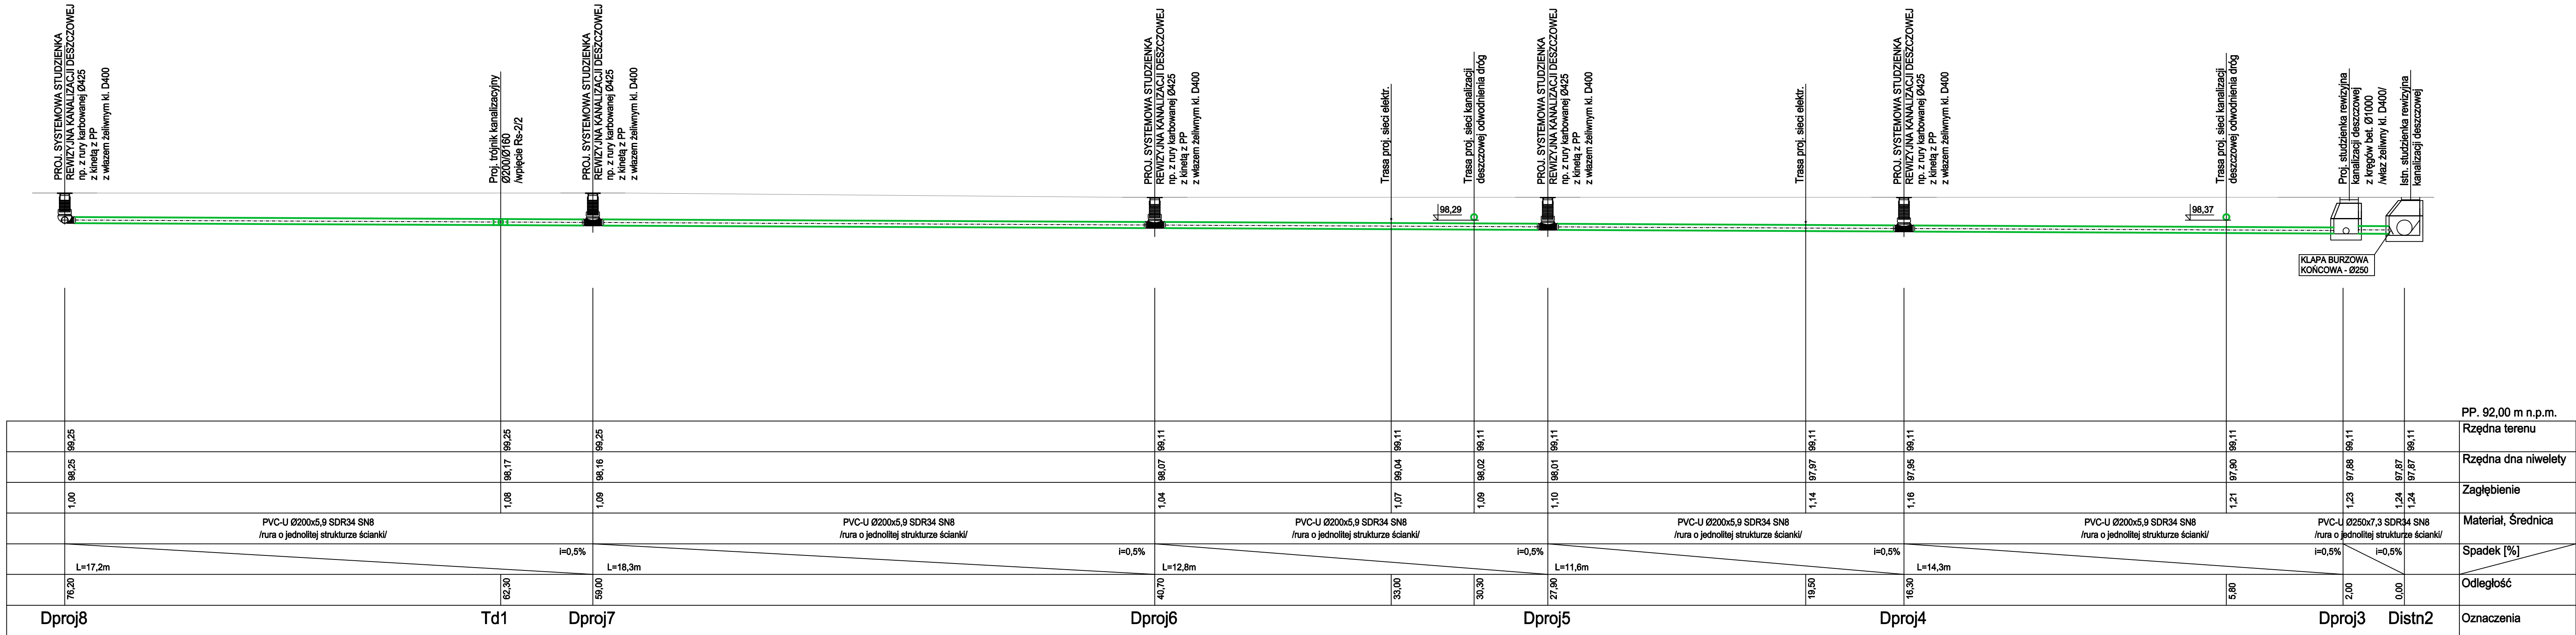 PROJ. SYSTEMOWA STUDZIENKA
REWIZYJNA KANALIZACJI DESZCZOWEJ
np. z rury karbowanej Ø425
z kinetą z PP
z włazem żeliwnym kl. D400
Proj. trójnik kanalizacyjny
Ø200/Ø160
/wpięcie Rs-2/2
PROJ. SYSTEMOWA STUDZIENKA
REWIZYJNA KANALIZACJI DESZCZOWEJ
np. z rury karbowanej Ø425
z kinetą z PP
z włazem żeliwnym kl. D400
PROJ. SYSTEMOWA STUDZIENKA
REWIZYJNA KANALIZACJI DESZCZOWEJ
np. z rury karbowanej Ø425
z kinetą z PP
z włazem żeliwnym kl. D400
Trasa proj. sieci elektr.
Trasa proj. sieci kanalizacji
deszczowej odwodnienia dróg
PROJ. SYSTEMOWA STUDZIENKA
REWIZYJNA KANALIZACJI DESZCZOWEJ
np. z rury karbowanej Ø425
z kinetą z PP
z włazem żeliwnym kl. D400
Trasa proj. sieci elektr.
PROJ. SYSTEMOWA STUDZIENKA
REWIZYJNA KANALIZACJI DESZCZOWEJ
np. z rury karbowanej Ø425
z kinetą z PP
z włazem żeliwnym kl. D400
Trasa proj. sieci kanalizacji
deszczowej odwodnienia dróg
Proj. studzienka rewizyjna
kanalizacji deszczowej
z kręgów bet. Ø1000
/właz żeliwny kl. D400/
Istn. studzienka rewizyjna
kanalizacji deszczowej
98,29
98,37
KLAPA BURZOWA
KOŃCOWA - Ø250
PP. 92,00 m n.p.m.
99,25 99,25 99,25 99,11 99,11 99,11 99,11 99,11 99,11 99,11 99,11 99,11 Rzędna terenu
98,25 98,17 98,16 98,07 99,04 98,02 98,01 97,97 97,95 97,90 97,88 97,87 97,87 Rzędna dna niwelety
1,00 1,08 1,09 1,04 1,07 1,09 1,10 1,14 1,16 1,21 1,23 1,24 1,24 Zagłębienie
PVC-U Ø200x5,9 SDR34 SN8 PVC-U Ø200x5,9 SDR34 SN8 PVC-U Ø200x5,9 SDR34 SN8 PVC-U Ø200x5,9 SDR34 SN8 PVC-U Ø200x5,9 SDR34 SN8 PVC-U Ø250x7,3 SDR34 SN8 Materiał, Średnica
/rura o jednolitej strukturze ścianki/ /rura o jednolitej strukturze ścianki/ /rura o jednolitej strukturze ścianki/ /rura o jednolitej strukturze ścianki/ /rura o jednolitej strukturze ścianki/ /rura o jednolitej strukturze ścianki/
i=0,5% i=0,5% i=0,5% i=0,5% i=0,5% i=0,5% Spadek [%]
L=17,2m L=18,3m L=12,8m L=11,6m L=14,3m
76,20 62,30 59,00 40,70 33,00 30,30 27,90 19,50 16,30 5,80 2,00 0,00 Odległość
Dproj8 Td1 Dproj7 Dproj6 Dproj5 Dproj4 Dproj3 Distn2 Oznaczenia